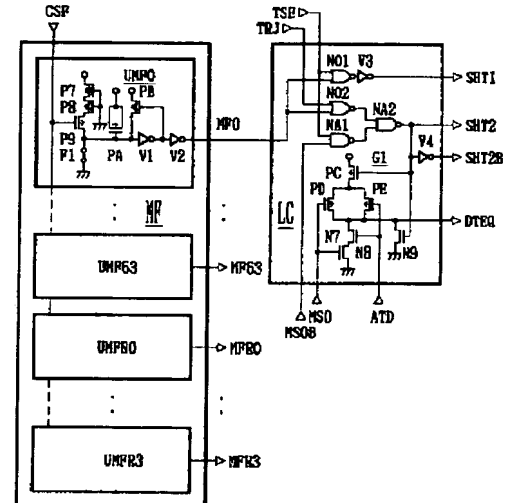 CSF
TSE
TRJ
NO1 V3
SHT1
P7
UMF0
PB
P8
NO2
NA2
P9
NA1
MF0
SHT2
F1
PA V1 V2
V4
SHT2B
G1
PC
LC
PD PE
MF
DTEQ
N7
N8 N9
UMF63
MF63
MS0 ATD
MS0B
UMFR0
MFR0
UMFR3
MFR3